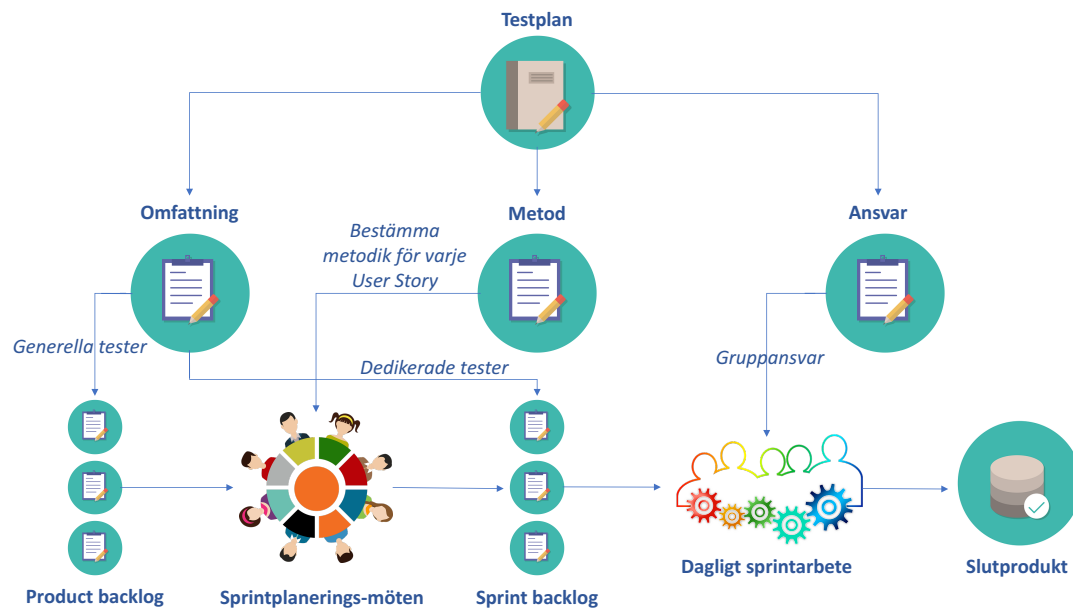 Testplan
Omfattning
Metod
Ansvar
Bestämma
metodik för varje
User Story
Generella tester
Dedikerade tester
Gruppansvar
Product backlog
Sprintplanerings-möten
Sprint backlog
Dagligt sprintarbete
Slutprodukt